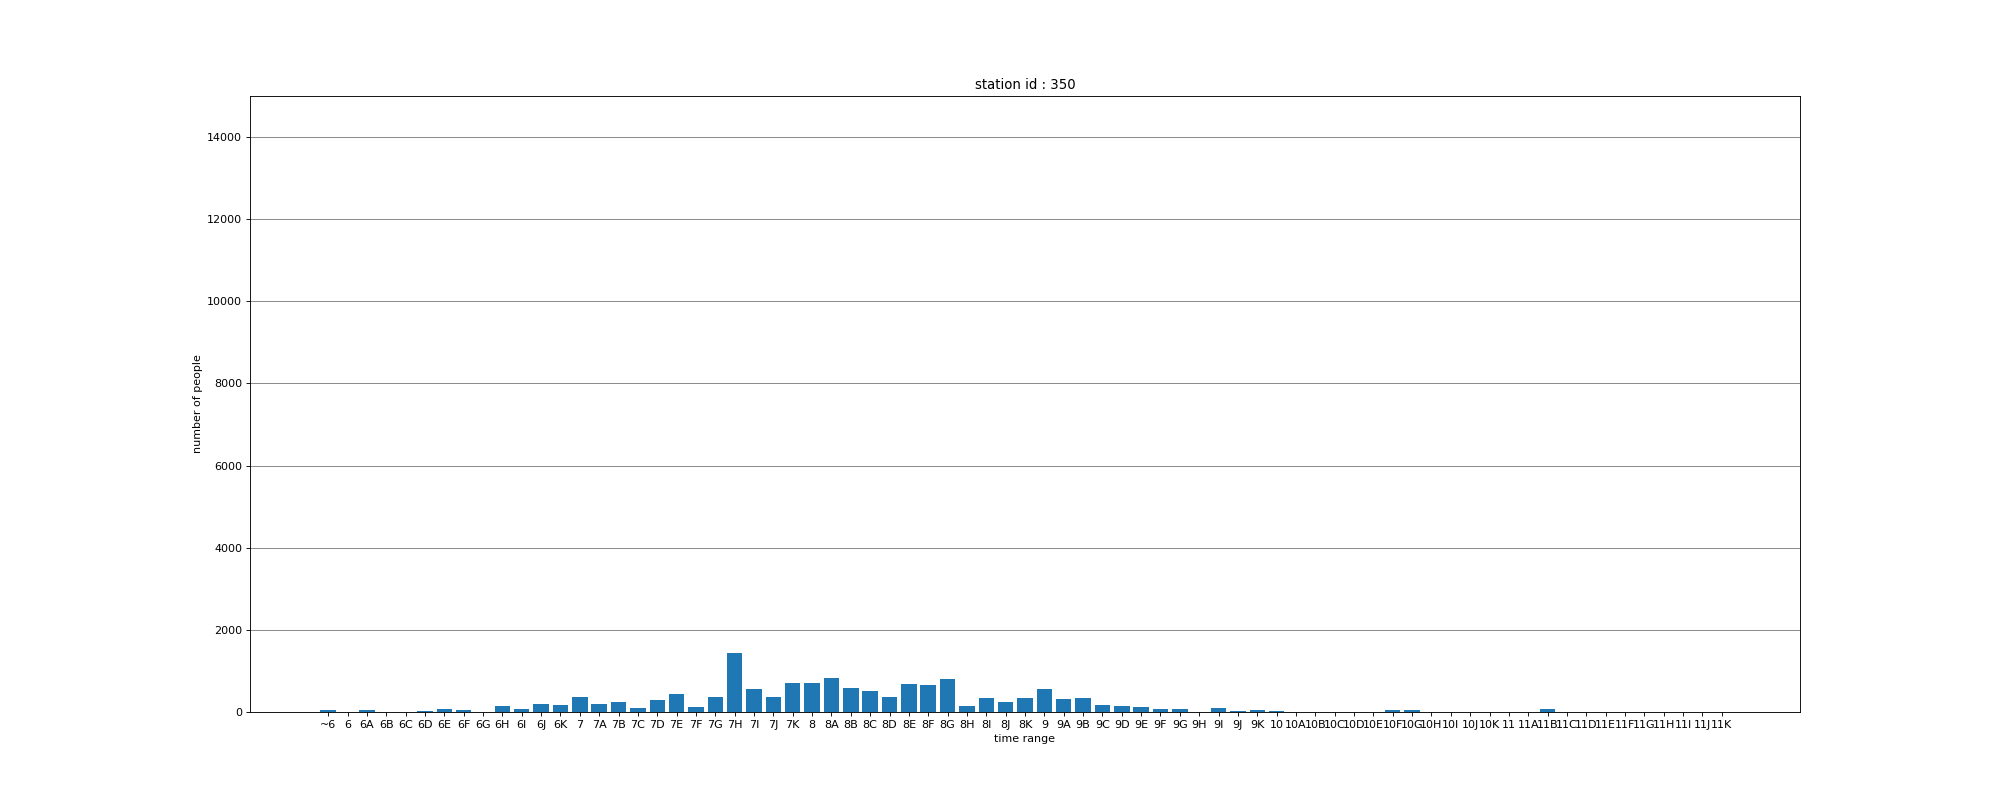 station id : 350
14000
12000
10000
8000
6000
4000
2000
0
number of people
~6 6 6A 6B 6C 6D 6E 6F 6G 6H 6I 6J 6K 7 7A 7B 7C 7D 7E 7F 7G 7H 7I 7J 7K 8 8A 8B 8C 8D 8E 8F 8G 8H 8I 8J 8K 9 9A 9B 9C 9D 9E 9F 9G 9H 9I 9J 9K 10 10A 10B 10C 10D 10E 10F 10G 10H 10I 10J 10K 11 11A 11B 11C 11D 11E 11F 11G 11H 11I 11J 11K
time range